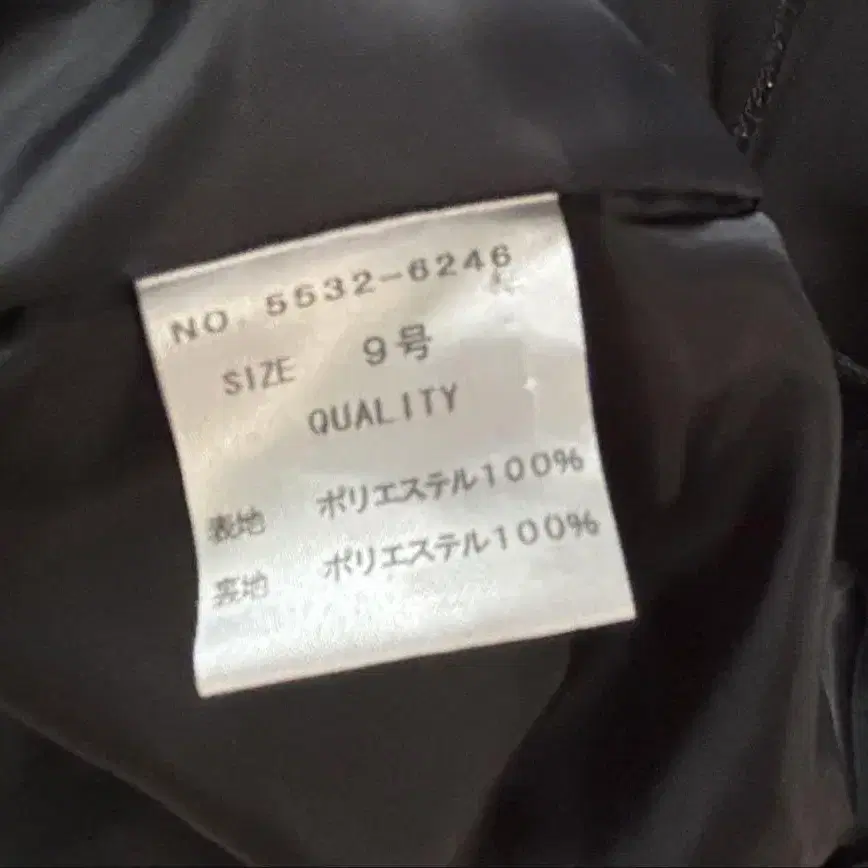 NO. 5532-6246
SIZE 9号
QUALITY
表地 ポリエステル100%
裏地 ポリエステル100%